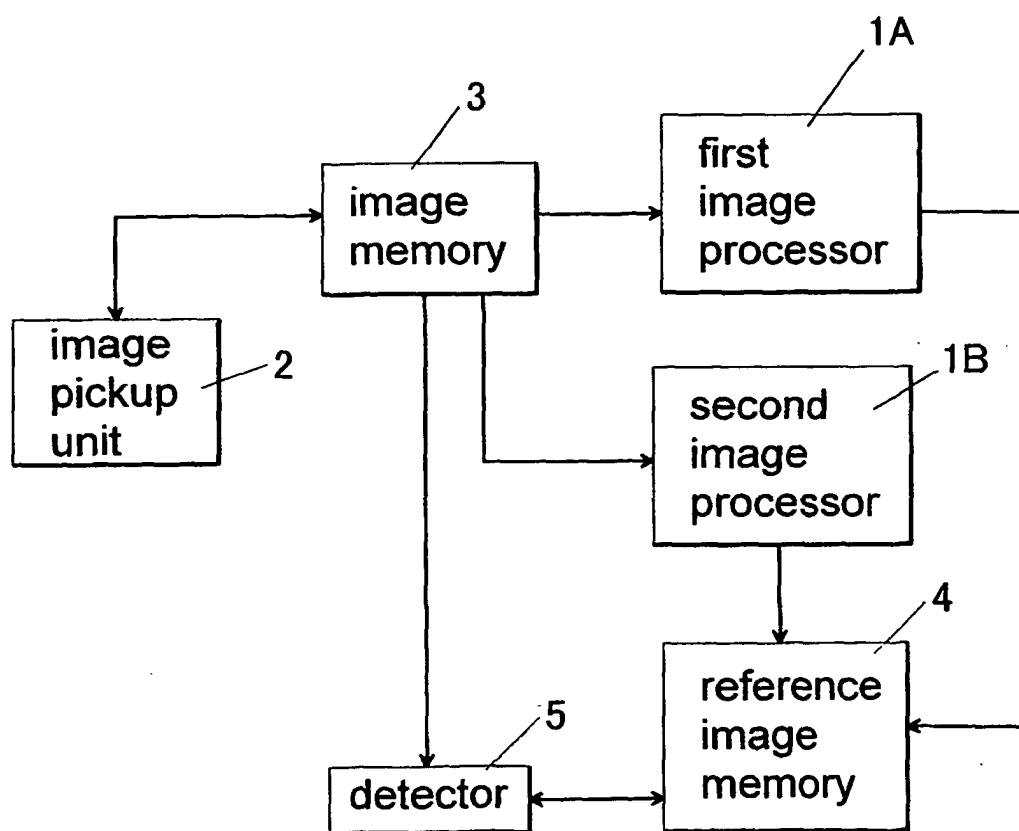 1A
3
first
image
processor
image
memory
image
pickup
unit
2
1B
second
image
processor
4
reference
image
memory
5
detector